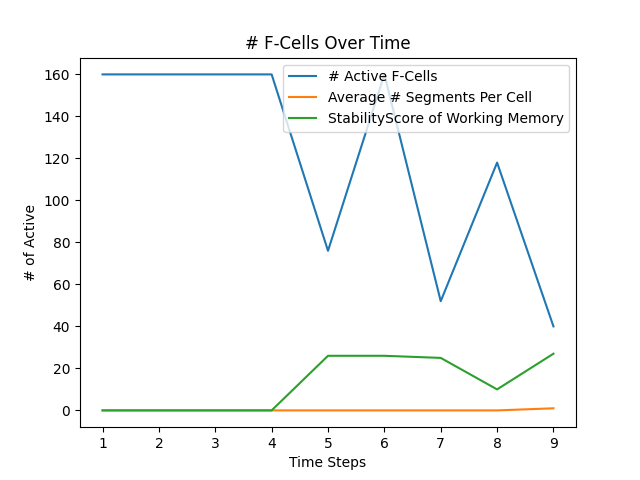 # F-Cells Over Time
# Active F-Cells
Average # Segments Per Cell
StabilityScore of Working Memory
# of Active
160
140
120
100
80
60
40
20
0
1 2 3 4 5 6 7 8 9
Time Steps